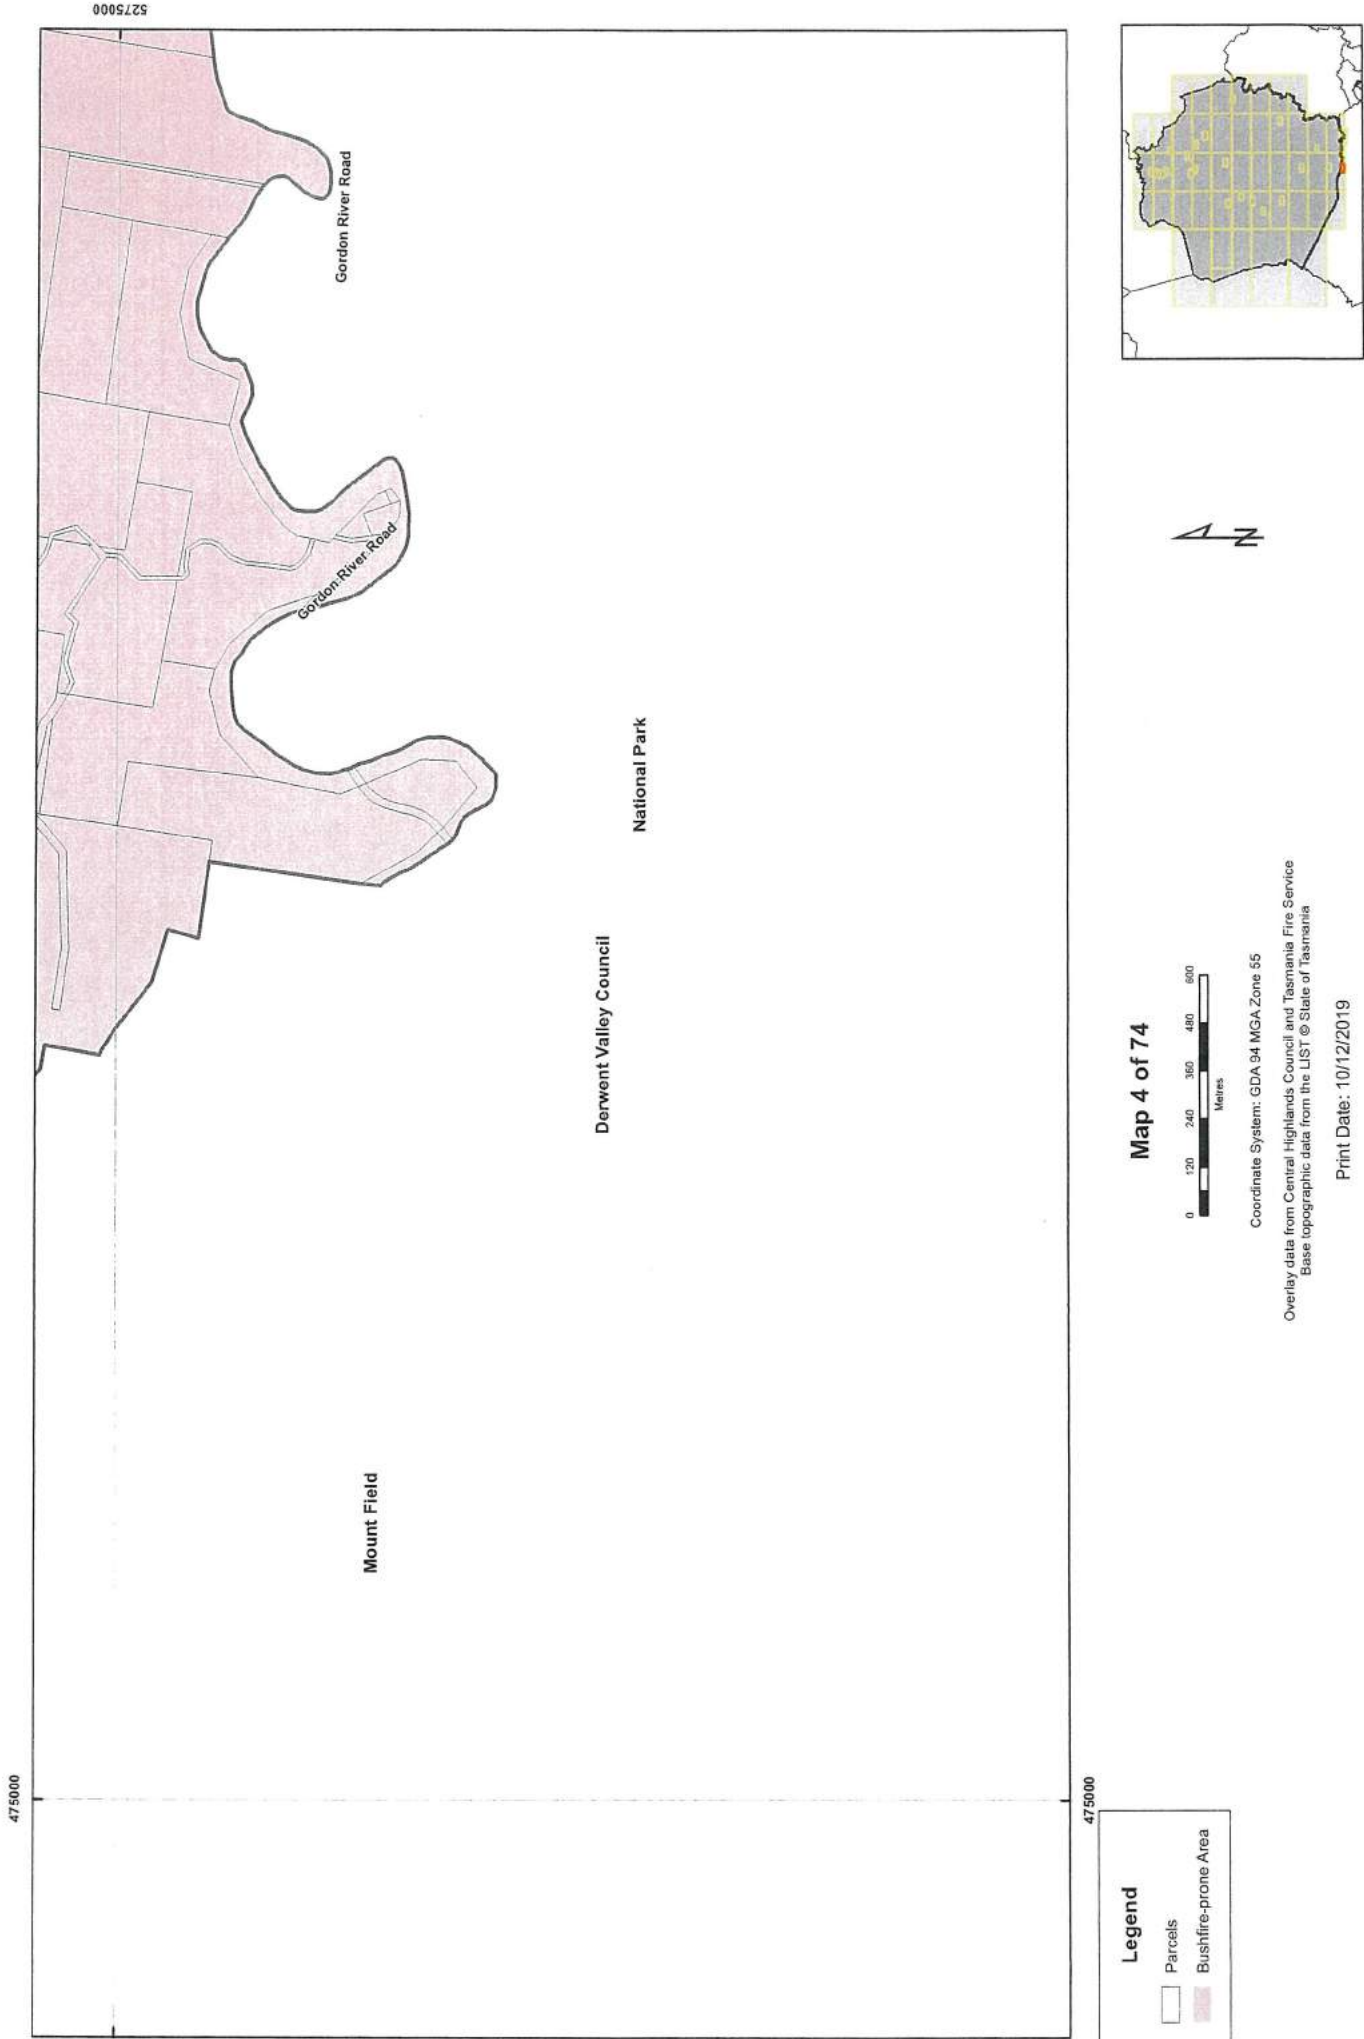 475000
5275000
Gordon River Road
Gordon River Road
National Park
Derwent Valley Council
Mount Field
475000
Legend
Parcels
Bushfire-prone Area
Map 4 of 74
0 120 240 360 480 600
Metres
Coordinate System: GDA 94 MGA Zone 55
Overlay data from Central Highlands Council and Tasmania Fire Service
Base topographic data from the LIST © State of Tasmania
Print Date: 10/12/2019
N